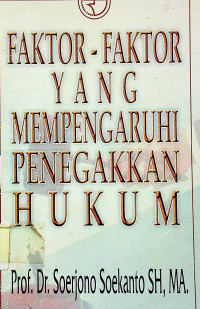 FAKTOR - FAKTOR
YANG
MEMPENGARUHI
PENEGAKKAN
HUKUM
Prof. Dr. Soerjono Soekanto SH, MA.